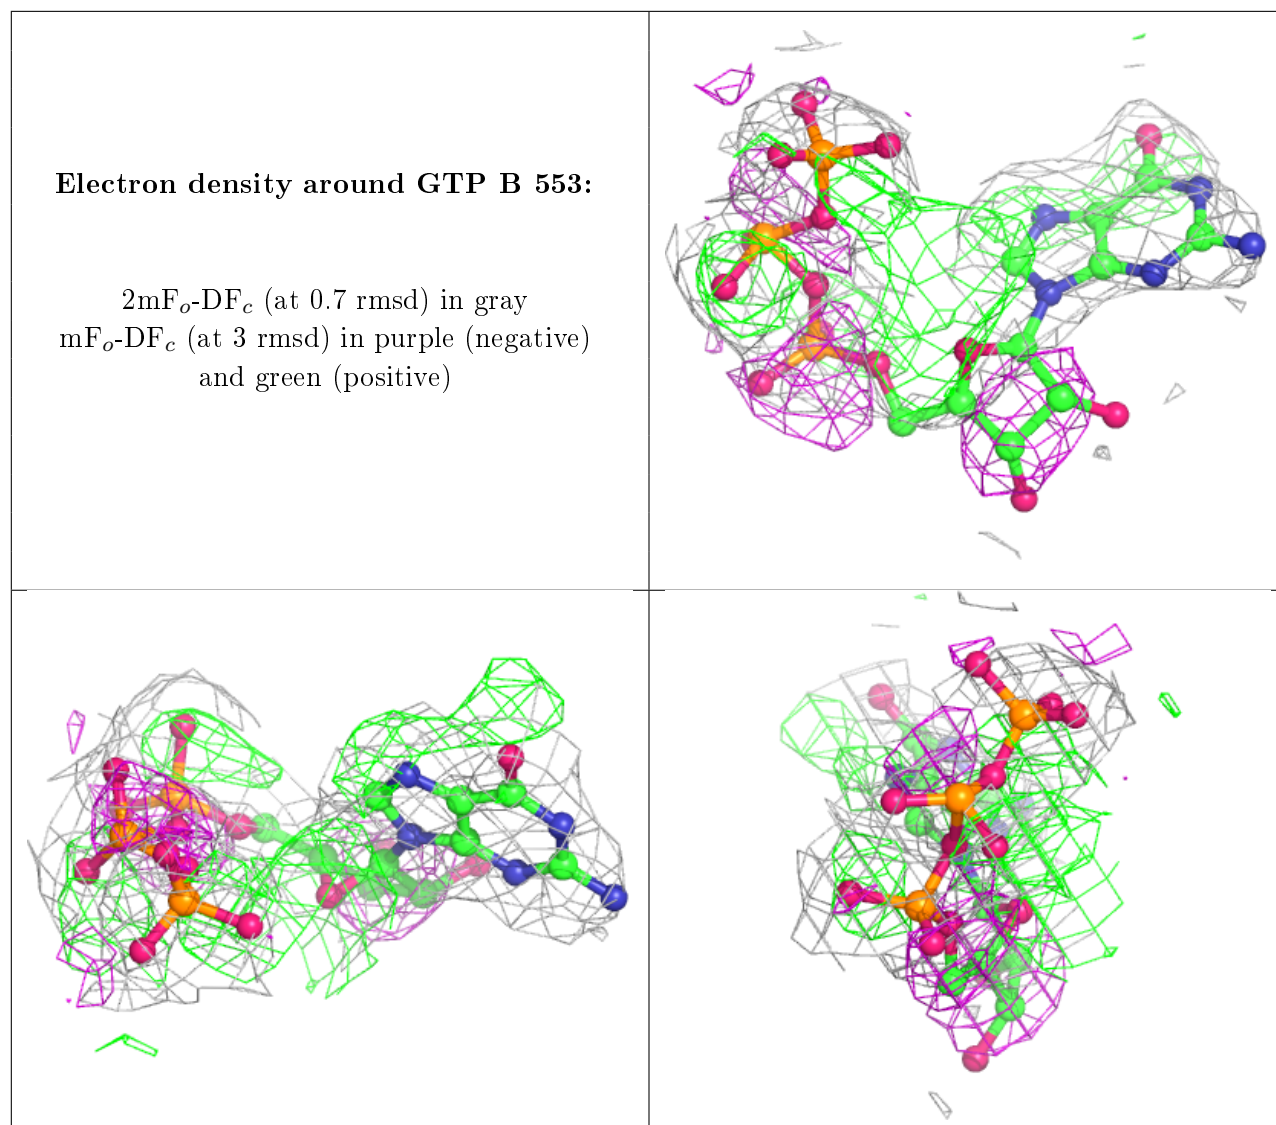 Electron density around GTP B 553:
2mFo-DFc (at 0.7 rmsd) in gray
mFo-DFc (at 3 rmsd) in purple (negative)
and green (positive)